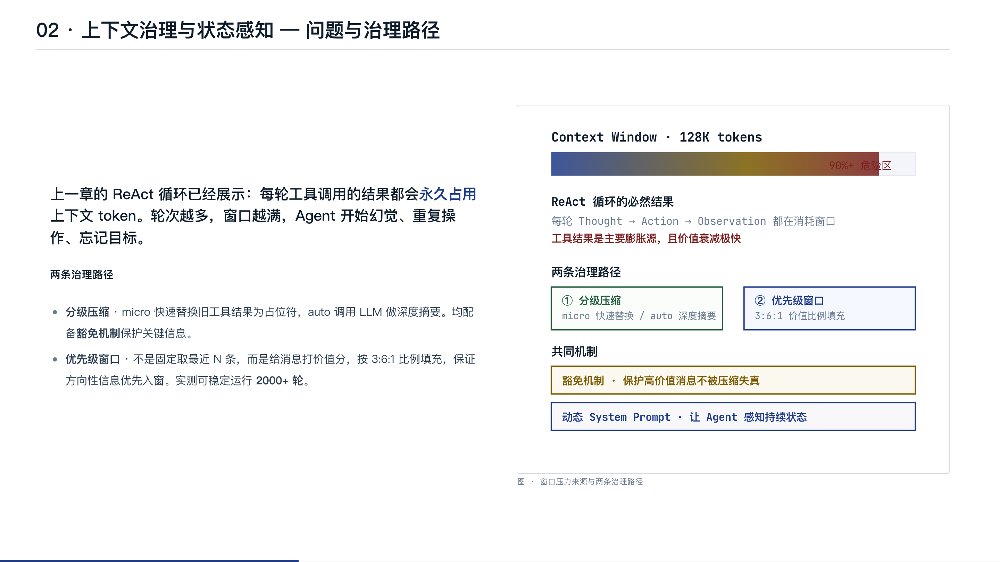 02 · 上下文治理与状态感知 — 问题与治理路径
上一章的 ReAct 循环已经展示：每轮工具调用的结果都会永久占用
上下文 token。轮次越多，窗口越满，Agent 开始幻觉、重复操
作、忘记目标。
两条治理路径
分级压缩 · micro 快速替换旧工具结果为占位符，auto 调用 LLM 做深度摘要。均配
备豁免机制保护关键信息。
优先级窗口 · 不是固定取最近 N 条，而是给消息打价值分，按 3:6:1 比例填充，保证
方向性信息优先入窗。实测可稳定运行 2000+ 轮。
Context Window · 128K tokens
90%+ 危险区
ReAct 循环的必然结果
每轮 Thought → Action → Observation 都在消耗窗口
工具结果是主要膨胀源，且价值衰减极快
两条治理路径
① 分级压缩
micro 快速替换 / auto 深度摘要
② 优先级窗口
3:6:1 价值比例填充
共同机制
豁免机制 · 保护高价值消息不被压缩失真
动态 System Prompt · 让 Agent 感知持续状态
图 · 窗口压力来源与两条治理路径